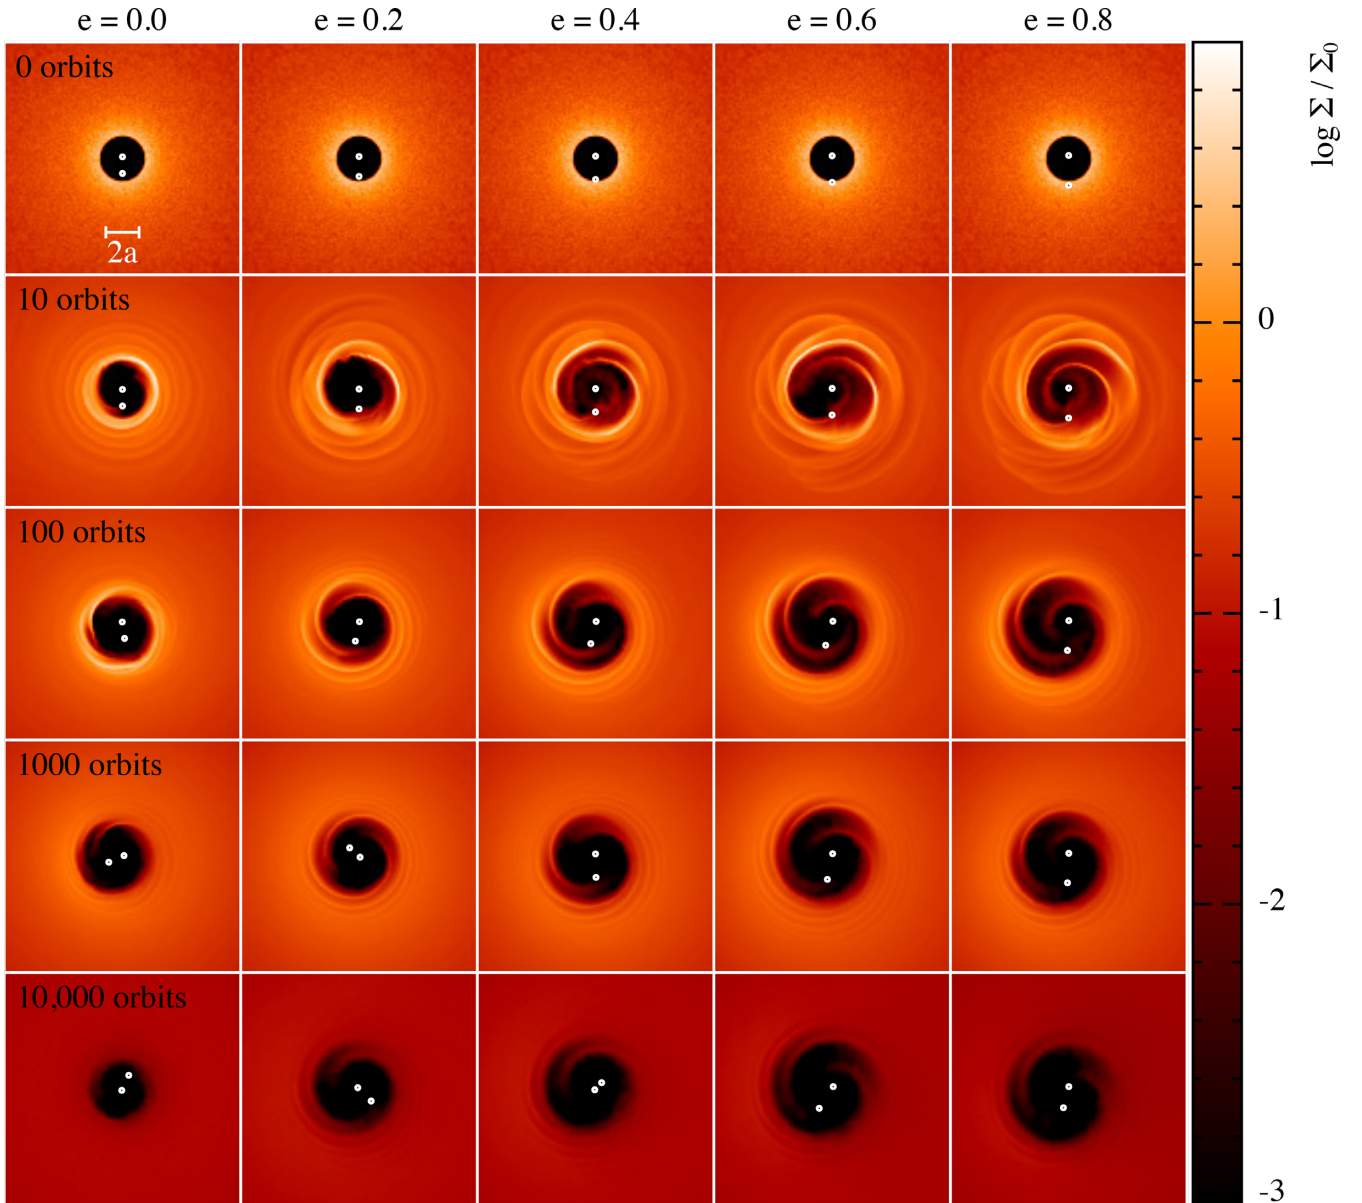 e = 0.0 e = 0.2 e = 0.4 e = 0.6 e = 0.8
0 orbits
2a
10 orbits
100 orbits
1000 orbits
10,000 orbits
log Σ / Σ₀
0
-1
-2
-3